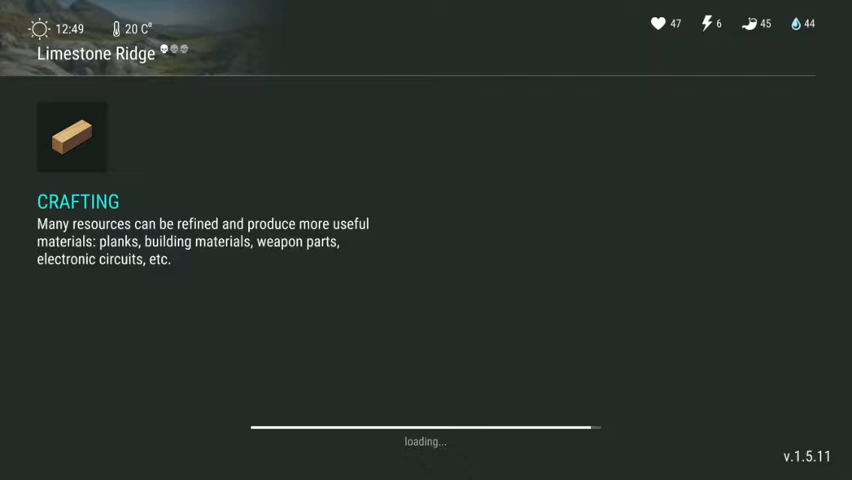 12:49 20 C°
47 6 45 44
Limestone Ridge
CRAFTING
Many resources can be refined and produce more useful
materials: planks, building materials, weapon parts,
electronic circuits, etc.
loading...
v.1.5.11